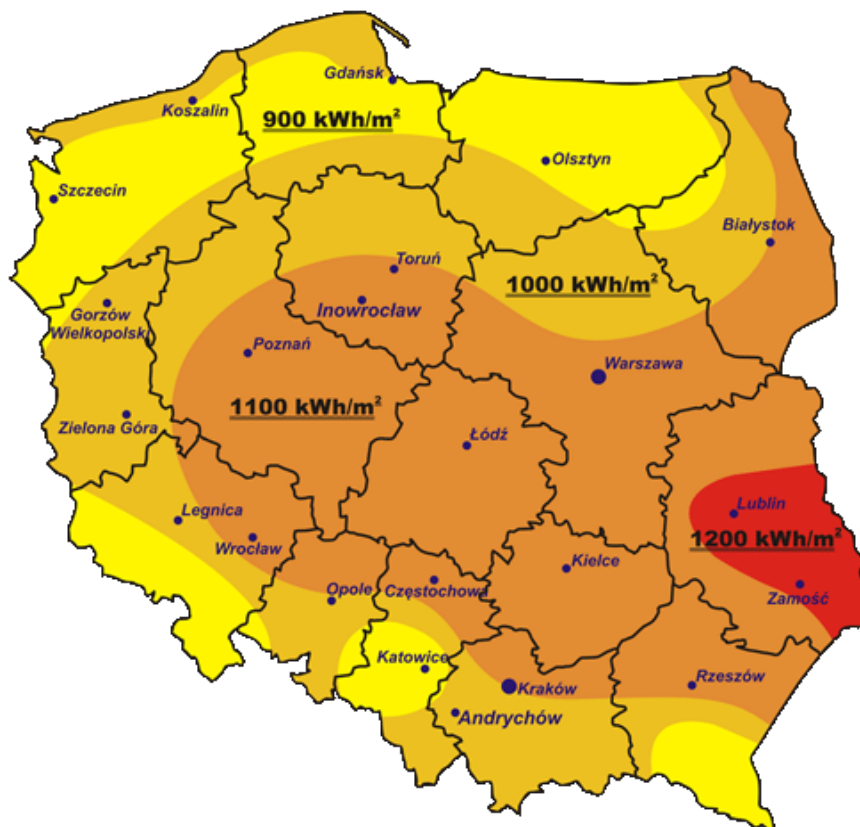 Gdańsk
Koszalin
900 kWh/m²
Olsztyn
Szczecin
Białystok
Toruń
1000 kWh/m²
Gorzów
Wielkopolski
Inowrocław
Poznań
Warszawa
1100 kWh/m²
Zielona Góra
Łódź
Legnica
Lublin
Wrocław
1200 kWh/m²
Kielce
Opole
Częstochowa
Zamość
Katowice
Kraków
Rzeszów
Andrychów